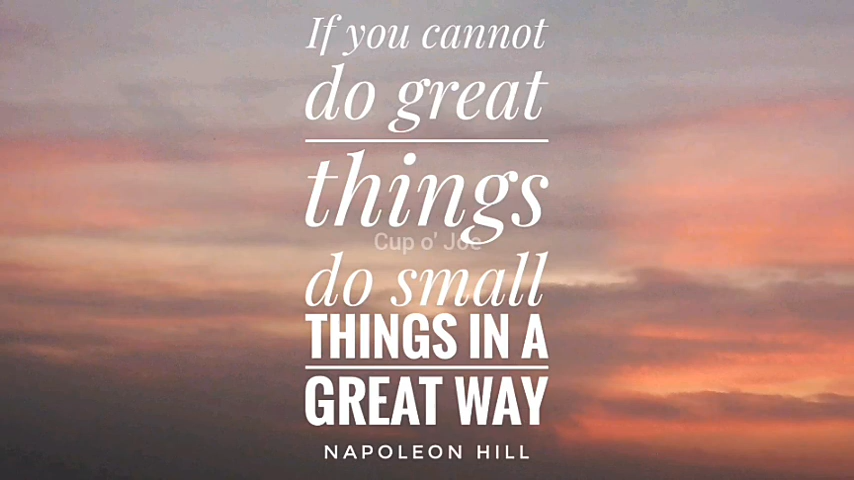 If you cannot
do great
things
Cup o' Joe
do small
THINGS IN A
GREAT WAY
NAPOLEON HILL